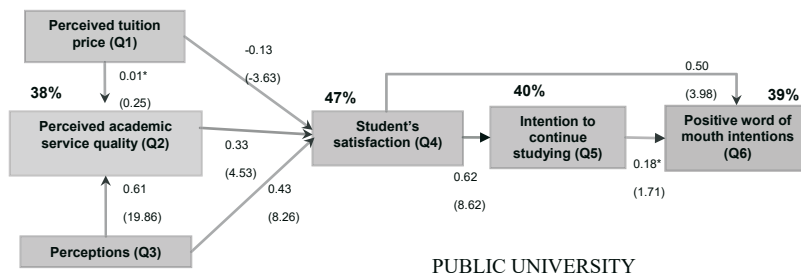 Perceived tuition
price (Q1)
-0.13
(-3.63)
0.01*
(0.25)
38%
47%
0.50
(3.98)
40%
39%
Perceived academic
service quality (Q2)
0.33
(4.53)
Student's
satisfaction (Q4)
Intention to
continue
studying (Q5)
Positive word of
mouth intentions
(Q6)
0.61
(19.86)
0.43
(8.26)
0.62
(8.62)
0.18*
(1.71)
Perceptions (Q3)
PUBLIC UNIVERSITY